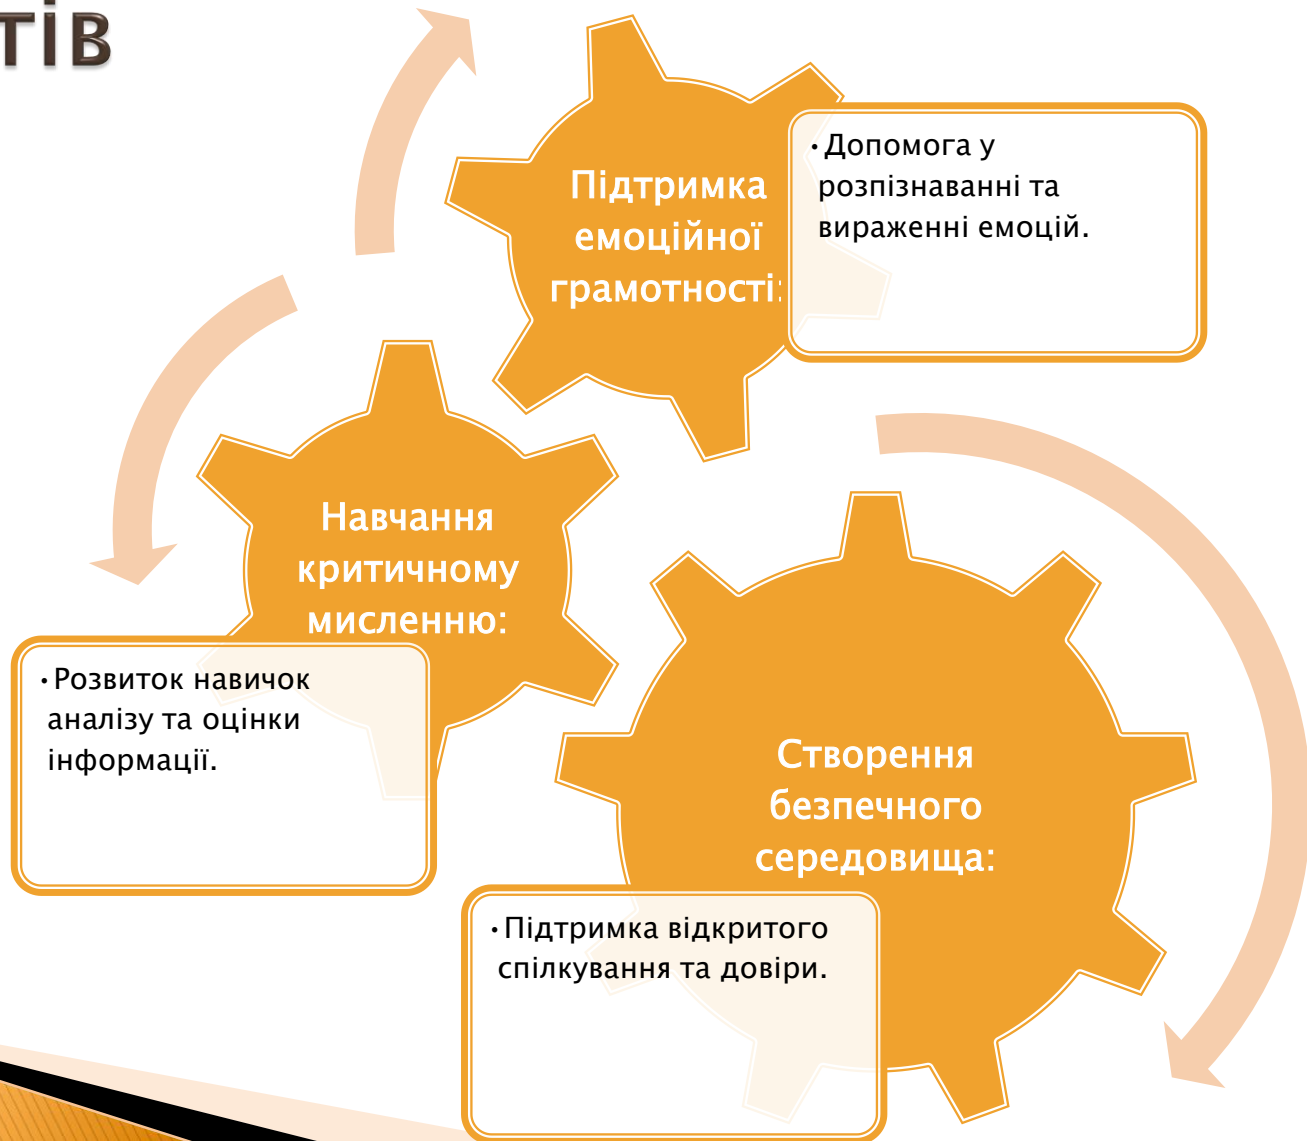 Підтримка
емоційної
грамотності:
•Допомога у
розпізнаванні та
вираженні емоцій.
Навчання
критичному
мисленню:
•Розвиток навичок
аналізу та оцінки
інформації.
Створення
безпечного
середовища:
•Підтримка відкритого
спілкування та довіри.